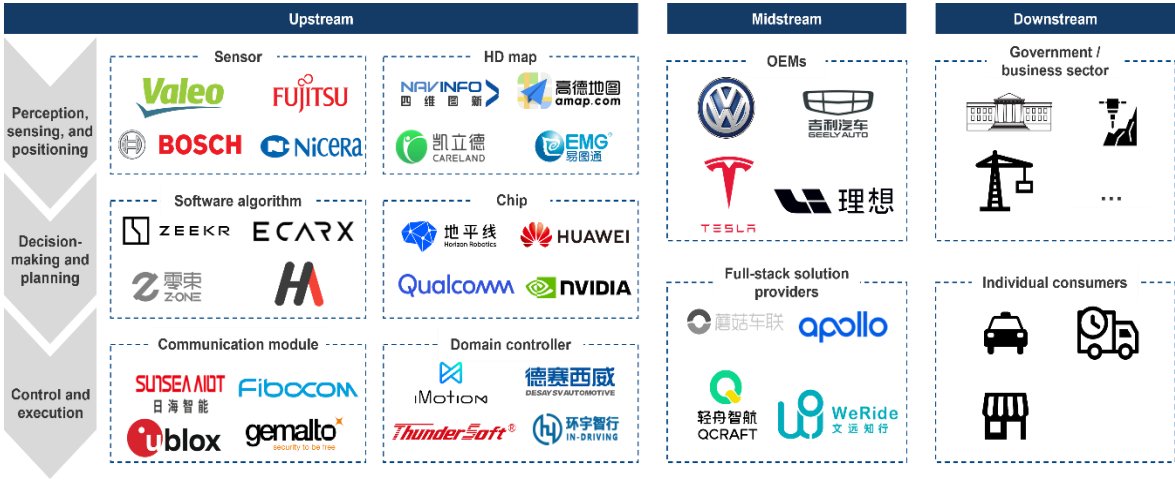 Upstream
Midstream
Downstream
Perception,
sensing, and
positioning
Decision-
making and
planning
Control and
execution
Sensor
Valeo
FUJITSU
BOSCH
NICERA
HD map
NAVINFO
四维图新
高德地图
amap.com
凯立德
CARELAND
EMG®
易图通
Software algorithm
ZEEKR
ECARX
零束
Z-ONE
Chip
地平线
Horizon Robotics
HUAWEI
Qualcomm
NVIDIA
Communication module
SUNSEA AIOT
日海智能
Fibocom
ublox
gemalto
security to be free
Domain controller
iMOTION
德赛西威
DESAY SV AUTOMOTIVE
ThunderSoft®
环宇智行
IN-DRIVING
OEMs
吉利汽车
GEELY AUTO
TESLA
理想
Full-stack solution
providers
蘑菇车联
apollo
轻舟智航
QCRAFT
WeRide
文远知行
Government /
business sector
...
Individual consumers